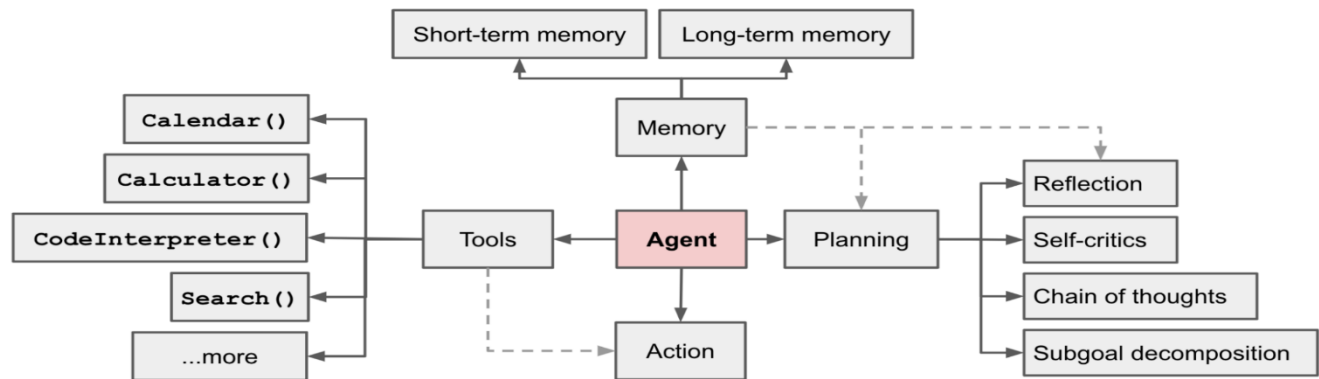 Short-term memory
Long-term memory
Calendar()
Memory
Calculator()
Reflection
CodeInterpreter()
Tools
Agent
Planning
Self-critics
Search()
Chain of thoughts
...more
Action
Subgoal decomposition